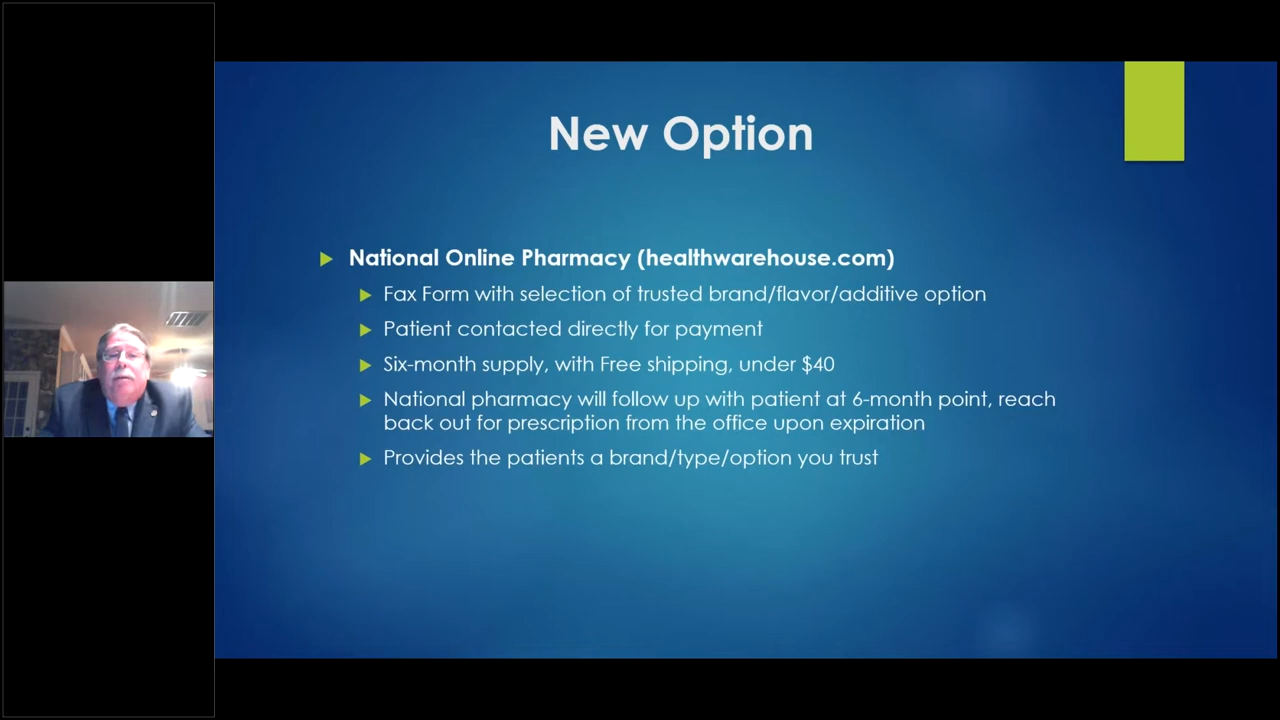 New Option
National Online Pharmacy (healthwarehouse.com)
Fax Form with selection of trusted brand/flavor/additive option
Patient contacted directly for payment
Six-month supply, with Free shipping, under $40
National pharmacy will follow up with patient at 6-month point, reach
back out for prescription from the office upon expiration
Provides the patients a brand/type/option you trust